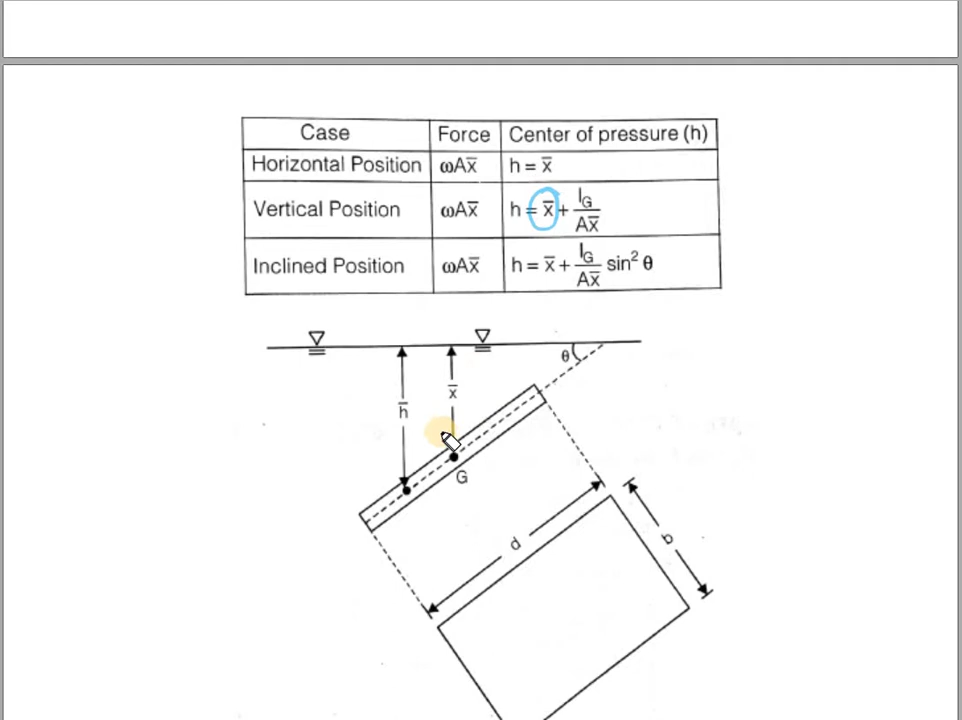 Case Force Center of pressure (h)
Horizontal Position ωAx̅ h = x̅
Vertical Position ωAx̅ h = x̅ + I_G / Ax̅
Inclined Position ωAx̅ h = x̅ + I_G / Ax̅ sin² θ
θ
x̅
h̅
G
d
b